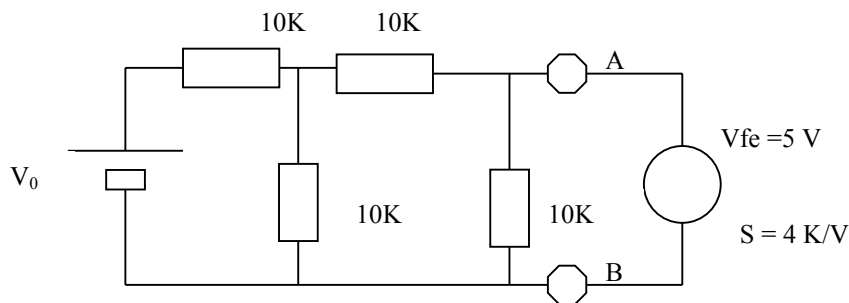 10K 10K
A
Vfe =5 V
V₀
10K 10K
S = 4 K/V
B